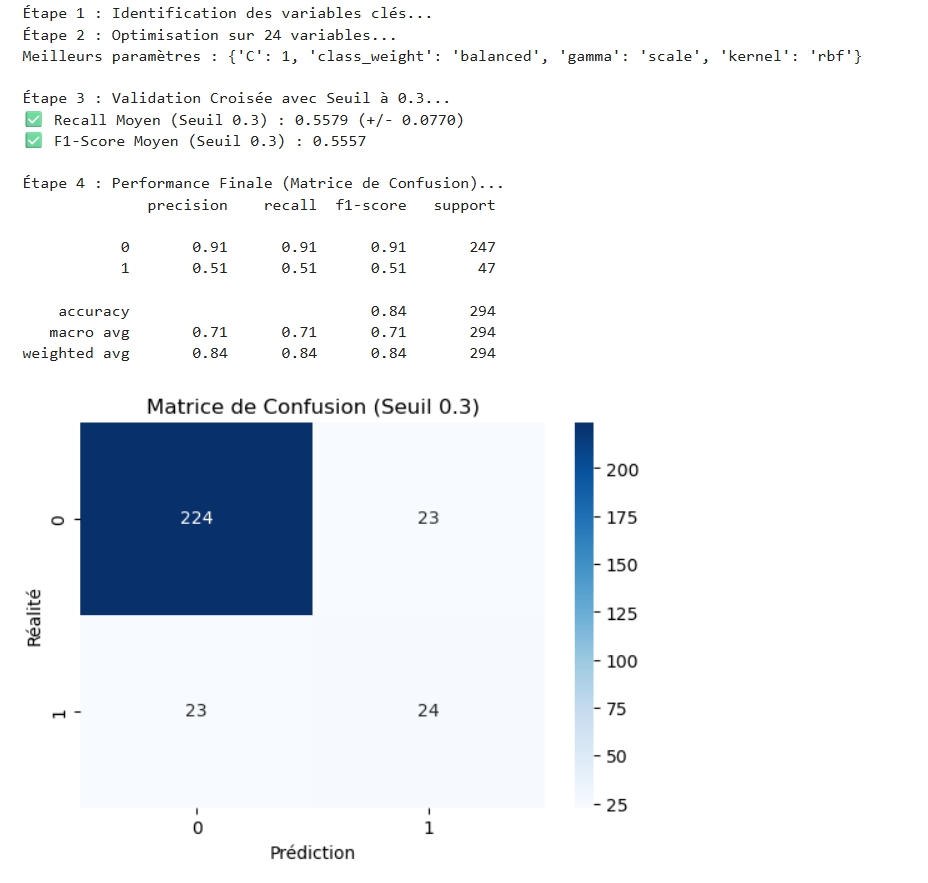 Étape 1 : Identification des variables clés...
Étape 2 : Optimisation sur 24 variables...
Meilleurs paramètres : {'C': 1, 'class_weight': 'balanced', 'gamma': 'scale', 'kernel': 'rbf'}
Étape 3 : Validation Croisée avec Seuil à 0.3...
✅ Recall Moyen (Seuil 0.3) : 0.5579 (+/- 0.0770)
✅ F1-Score Moyen (Seuil 0.3) : 0.5557
Étape 4 : Performance Finale (Matrice de Confusion)...
precision recall f1-score support
0 0.91 0.91 0.91 247
1 0.51 0.51 0.51 47
accuracy 0.84 294
macro avg 0.71 0.71 0.71 294
weighted avg 0.84 0.84 0.84 294
Matrice de Confusion (Seuil 0.3)
Réalité
0
1
224 23
23 24
0 1
Prédiction
200
175
150
125
100
75
50
25